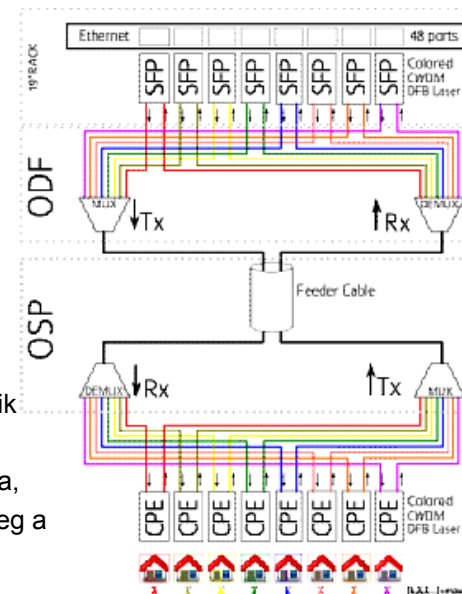 Ethernet 48 ports
19" RACK
SFP SFP SFP SFP SFP SFP SFP SFP
Colored
CWDM
DFB Laser
ODF
MUX
Tx
Rx
DEMUX
Feeder Cable
OSP
DEMUX
Rx
Tx
MUX
ik
a,
eg a
CPE CPE CPE CPE CPE CPE CPE CPE
Colored
CWDM
DFB Laser